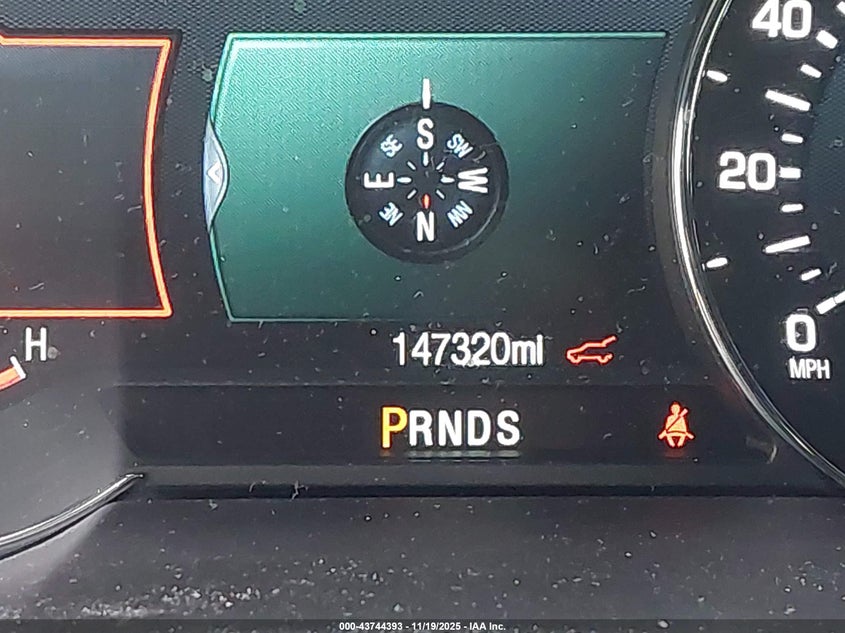 40
S
SE SW
20
E W
NE NW
N
0
H
147320mi
MPH
PRNDS
000-43744393 - 11/19/2025 - IAA Inc.